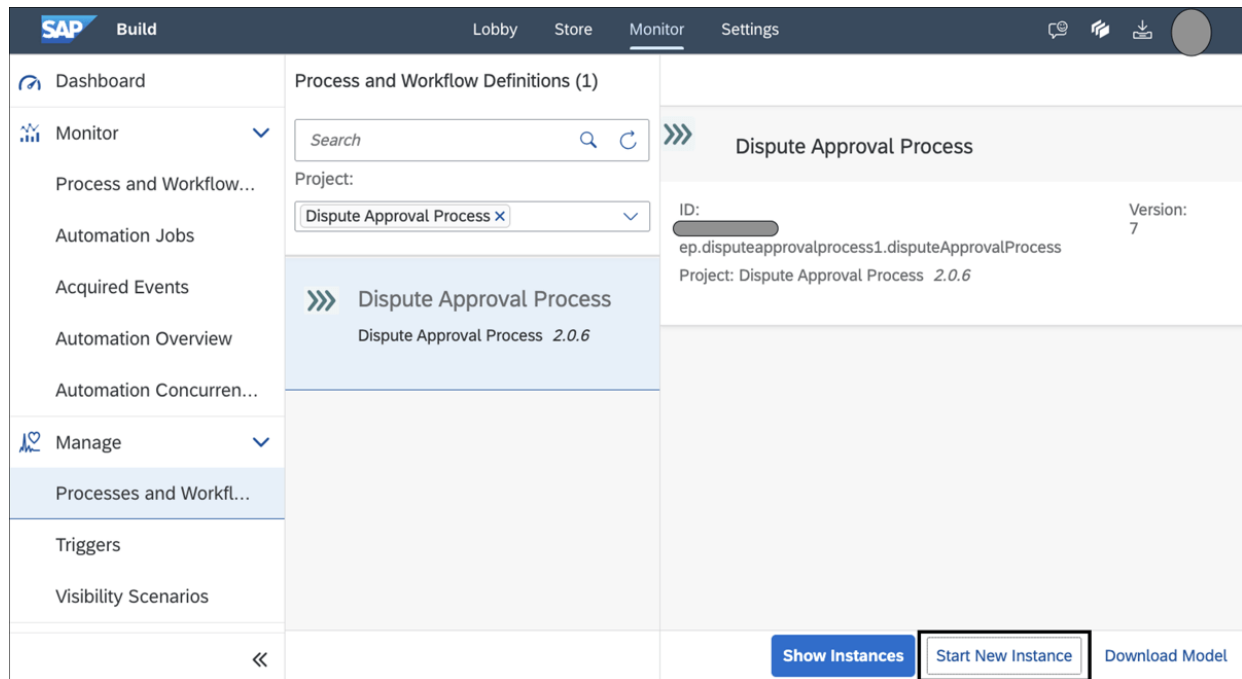 SAP Build Lobby Store Monitor Settings
Dashboard
Monitor
Process and Workflow...
Automation Jobs
Acquired Events
Automation Overview
Automation Concurren...
Manage
Processes and Workfl...
Triggers
Visibility Scenarios
Process and Workflow Definitions (1)
Search
Project:
Dispute Approval Process
Dispute Approval Process
Dispute Approval Process 2.0.6
Dispute Approval Process
ID:
ep.disputeapprovalprocess1.disputeApprovalProcess
Project: Dispute Approval Process 2.0.6
Version:
7
Show Instances Start New Instance Download Model